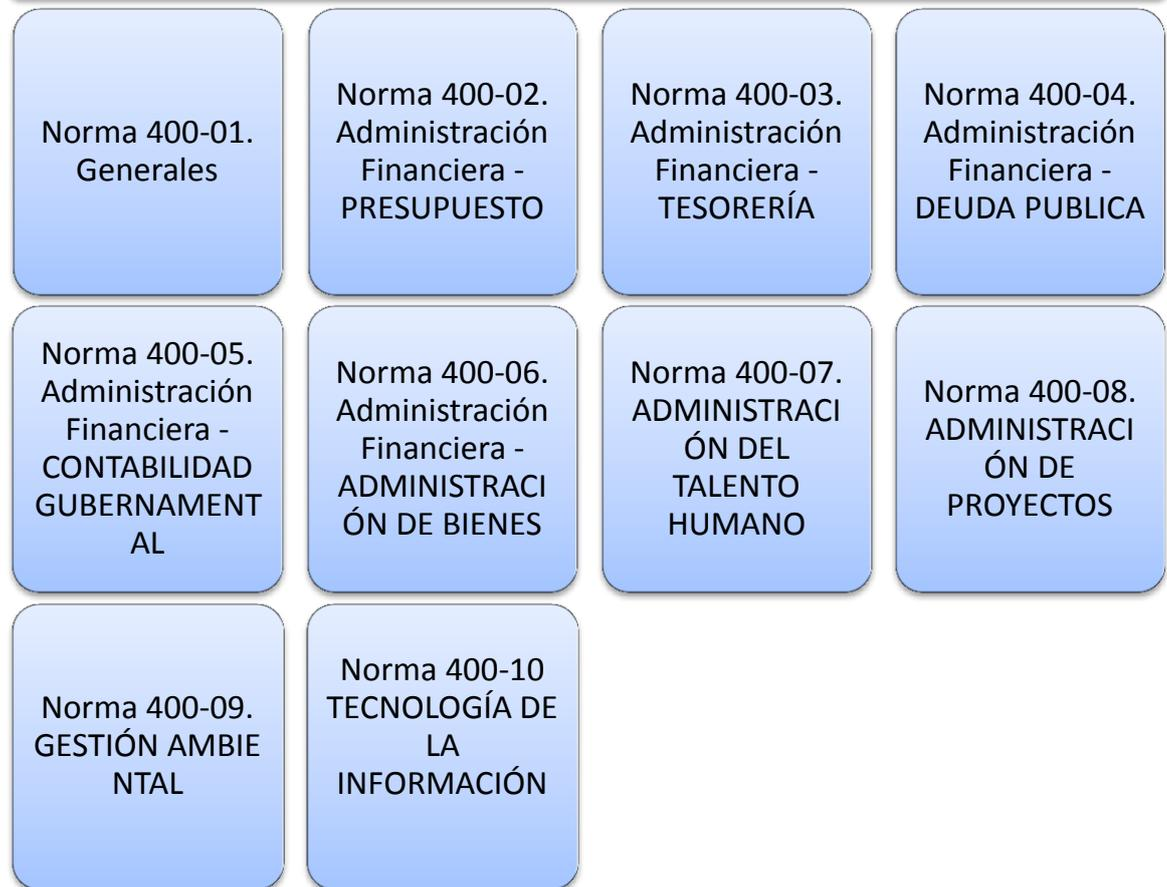 Norma 400-01.
Generales
Norma 400-02.
Administración
Financiera -
PRESUPUESTO
Norma 400-03.
Administración
Financiera -
TESORERÍA
Norma 400-04.
Administración
Financiera -
DEUDA PUBLICA
Norma 400-05.
Administración
Financiera -
CONTABILIDAD
GUBERNAMENT
AL
Norma 400-06.
Administración
Financiera -
ADMINISTRACI
ÓN DE BIENES
Norma 400-07.
ADMINISTRACI
ÓN DEL
TALENTO
HUMANO
Norma 400-08.
ADMINISTRACI
ÓN DE
PROYECTOS
Norma 400-09.
GESTIÓN AMBIE
NTAL
Norma 400-10
TECNOLOGÍA DE
LA
INFORMACIÓN